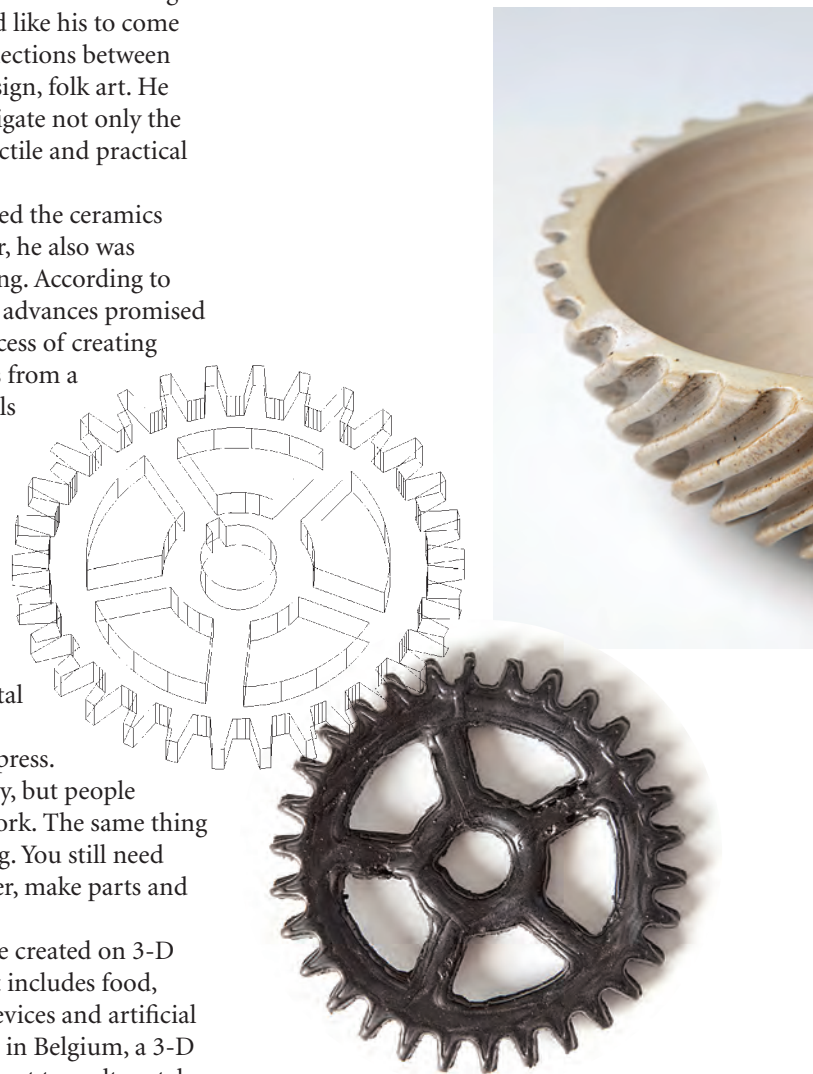 d like his to come
ections between
sign, folk art. He
igate not only the
ctile and practical
ed the ceramics
r, he also was
ng. According to
advances promised
cess of creating
s from a
ls
tal
press.
y, but people
ork. The same thing
g. You still need
er, make parts and
e created on 3-D
t includes food,
evices and artificial
in Belgium, a 3-D